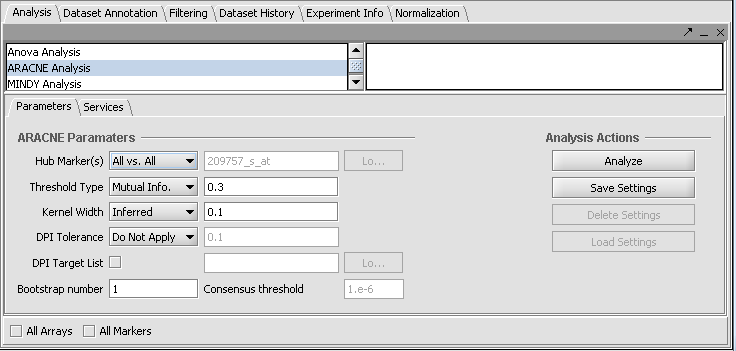 Analysis Dataset Annotation Filtering Dataset History Experiment Info Normalization
Anova Analysis
ARACNE Analysis
MINDY Analysis
Parameters Services
ARACNE Paramaters Analysis Actions
Hub Marker(s) All vs. All 209757_s_at Lo... Analyze
Threshold Type Mutual Info. 0.3 Save Settings
Kernel Width Inferred 0.1 Delete Settings
DPI Tolerance Do Not Apply 0.1 Load Settings
DPI Target List Lo...
Bootstrap number 1 Consensus threshold 1.e-6
All Arrays All Markers